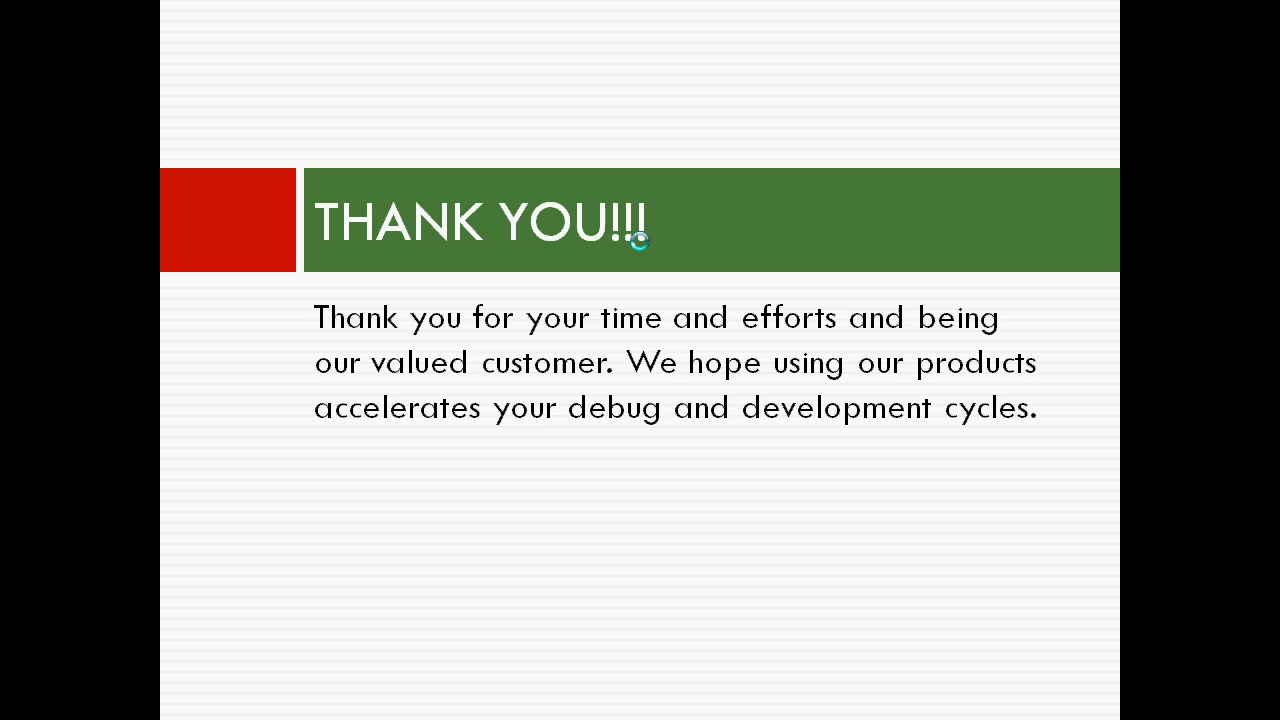 THANK YOU!!!
Thank you for your time and efforts and being
our valued customer. We hope using our products
accelerates your debug and development cycles.